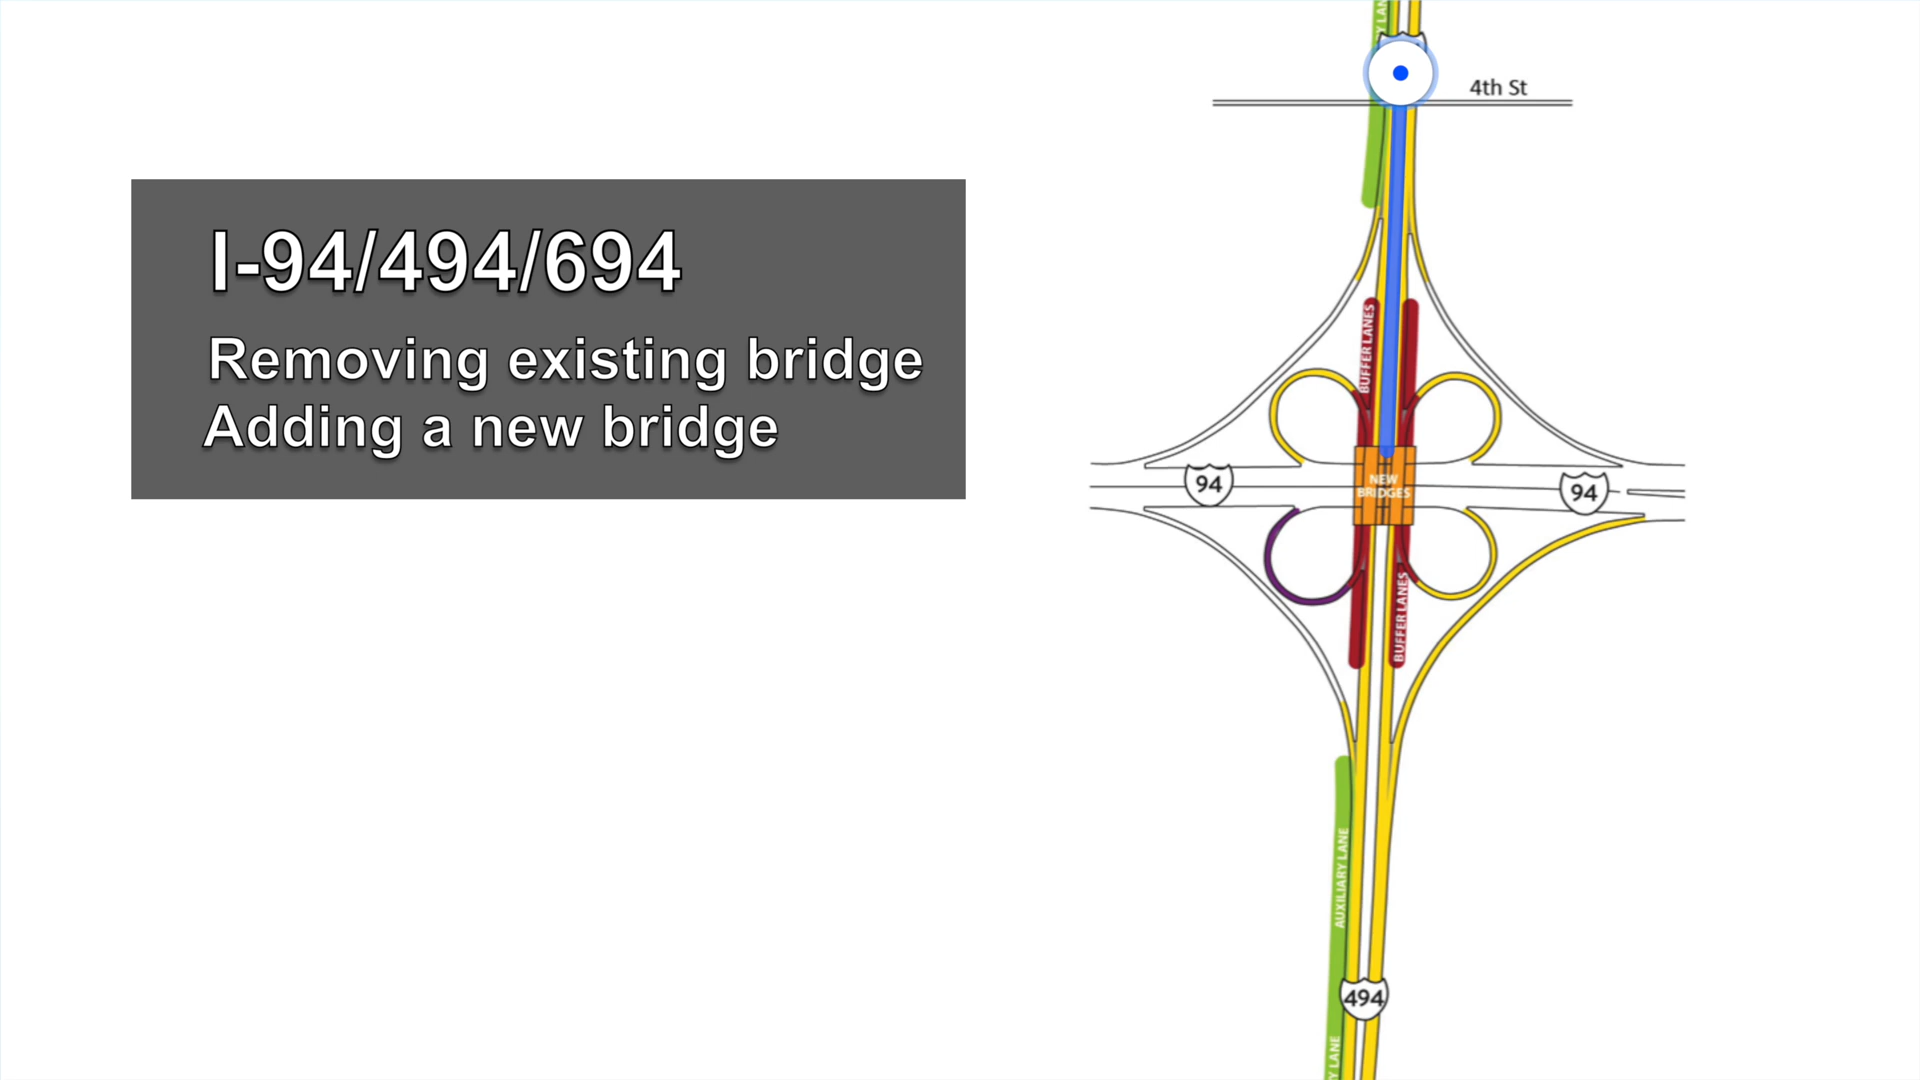 I-94/494/694
Removing existing bridge
Adding a new bridge
4th St
BUFFER LANES
94
NEW
BRIDGES
94
BUFFER LANES
AUXILIARY LANE
494
LANE